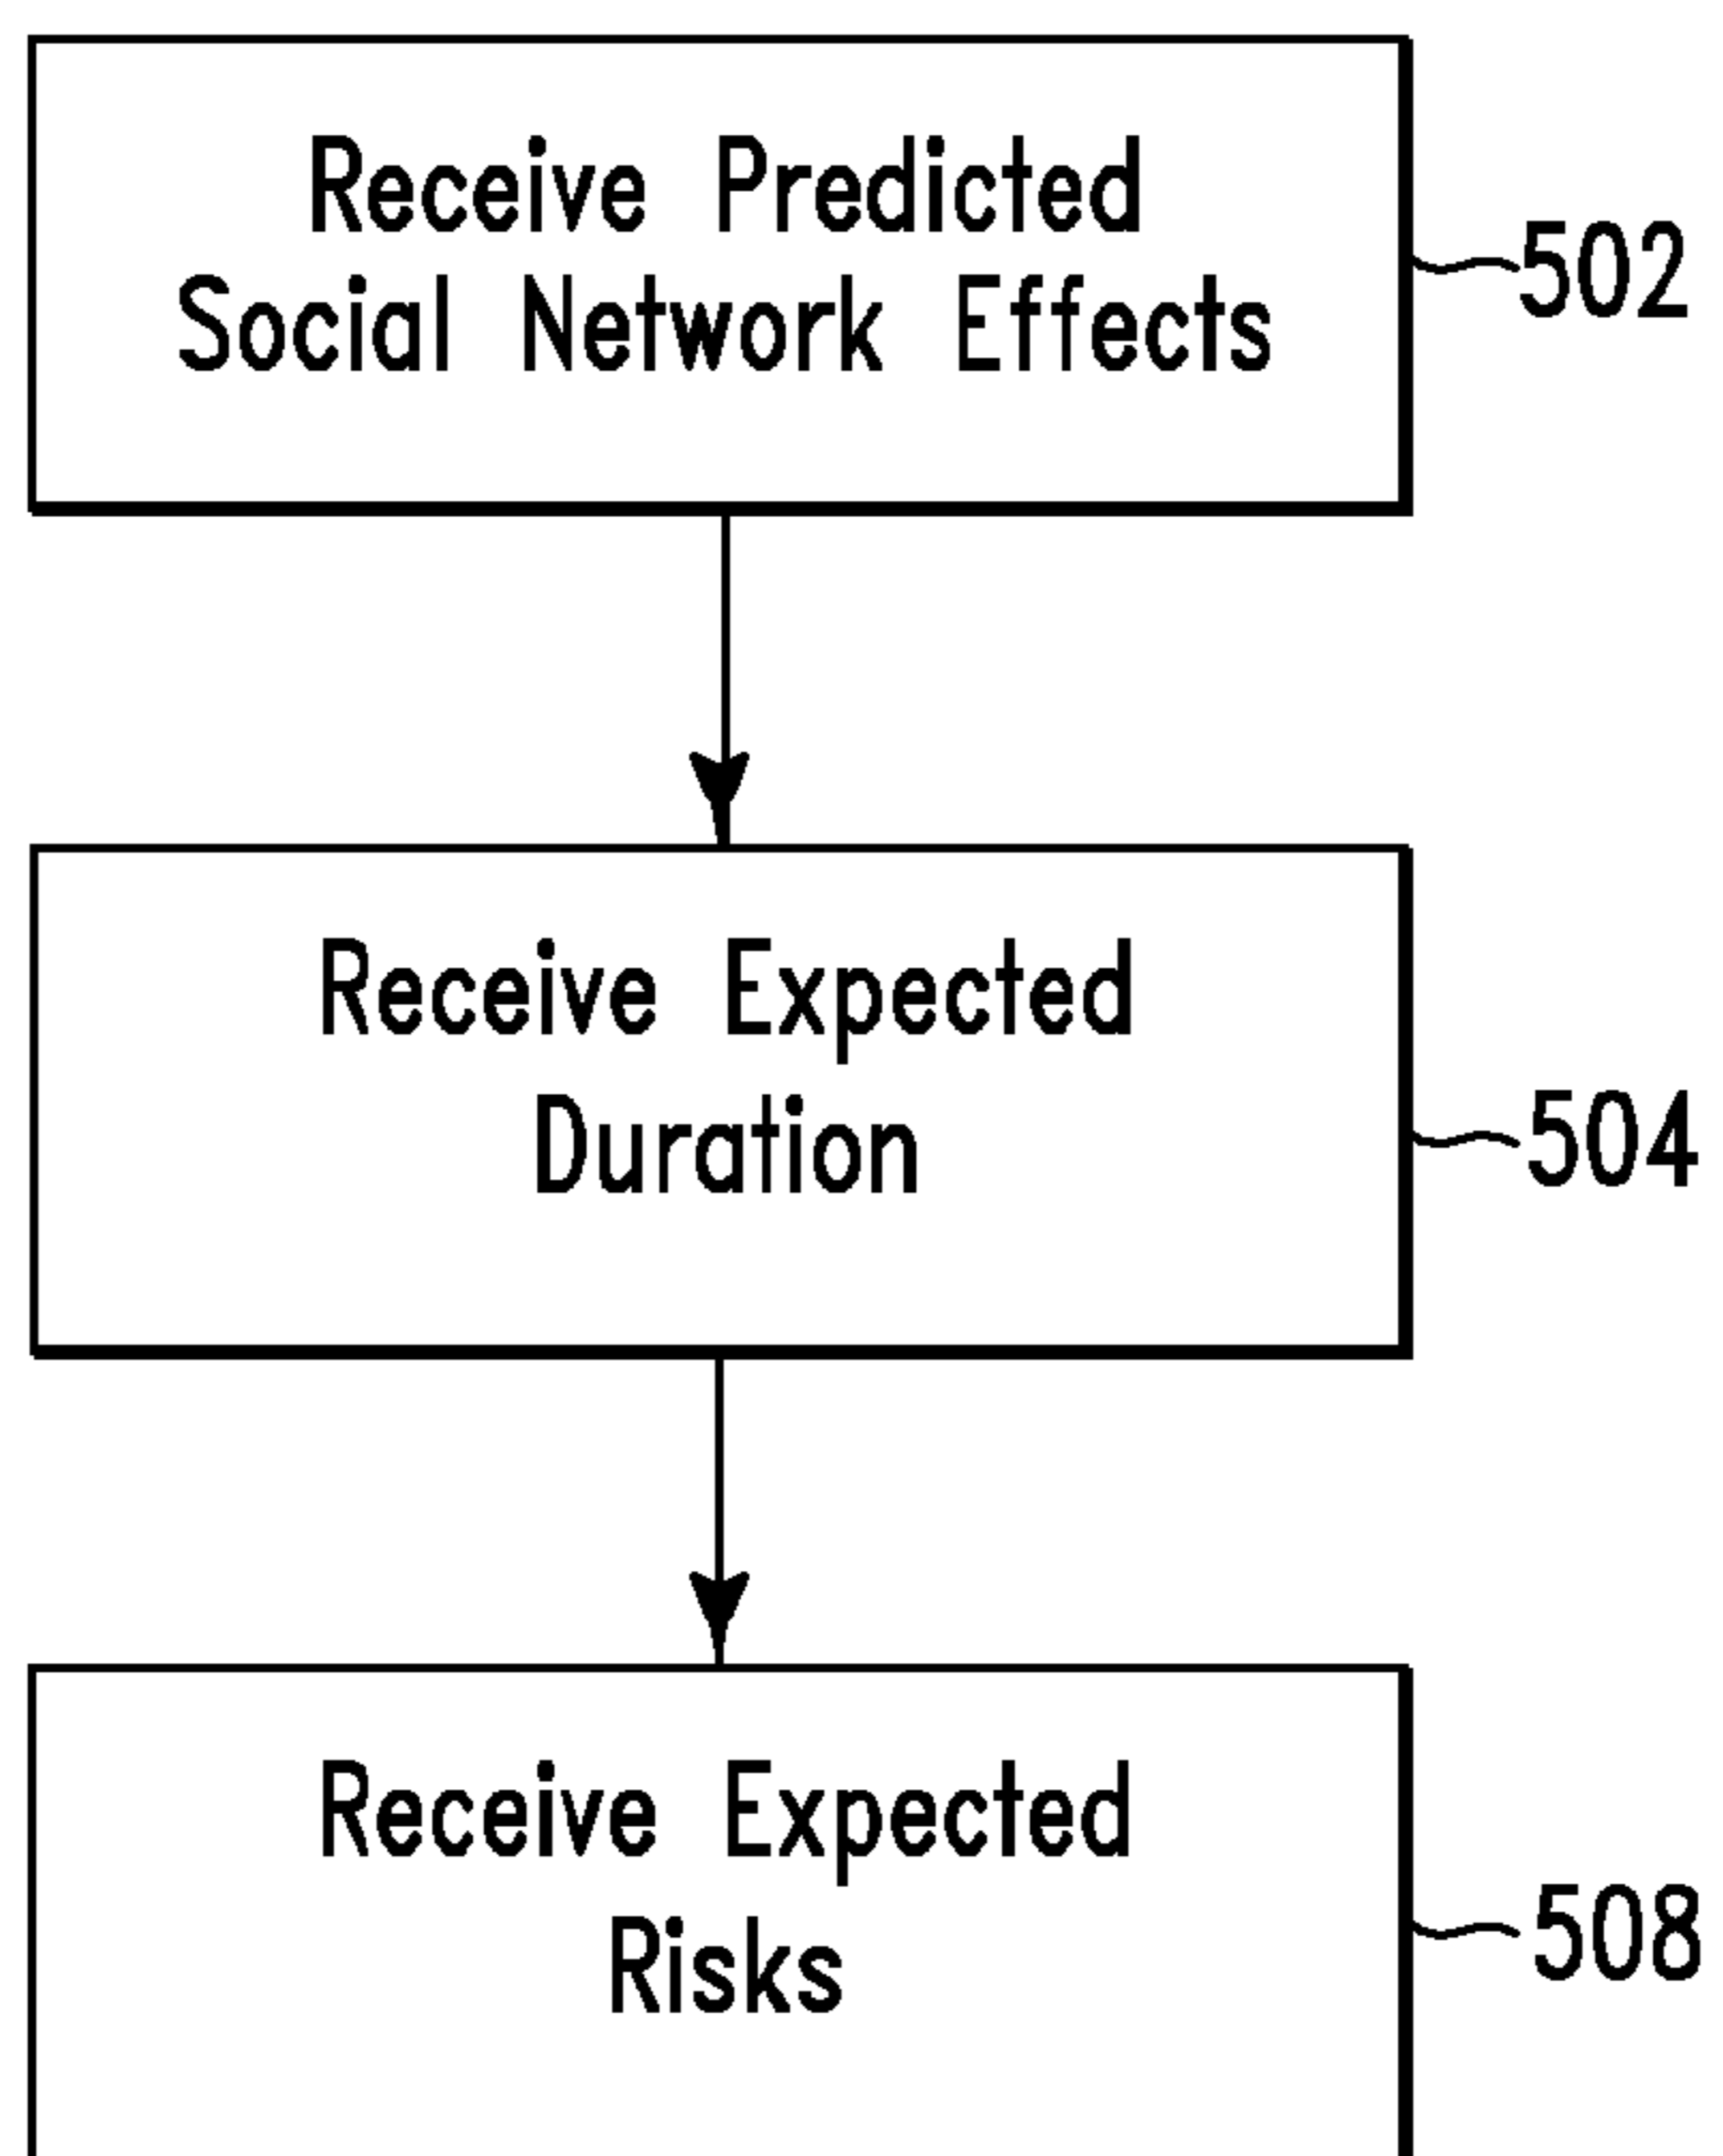 Receive Predicted
Social Network Effects
502
Receive Expected
Duration
504
Receive Expected
Risks
508